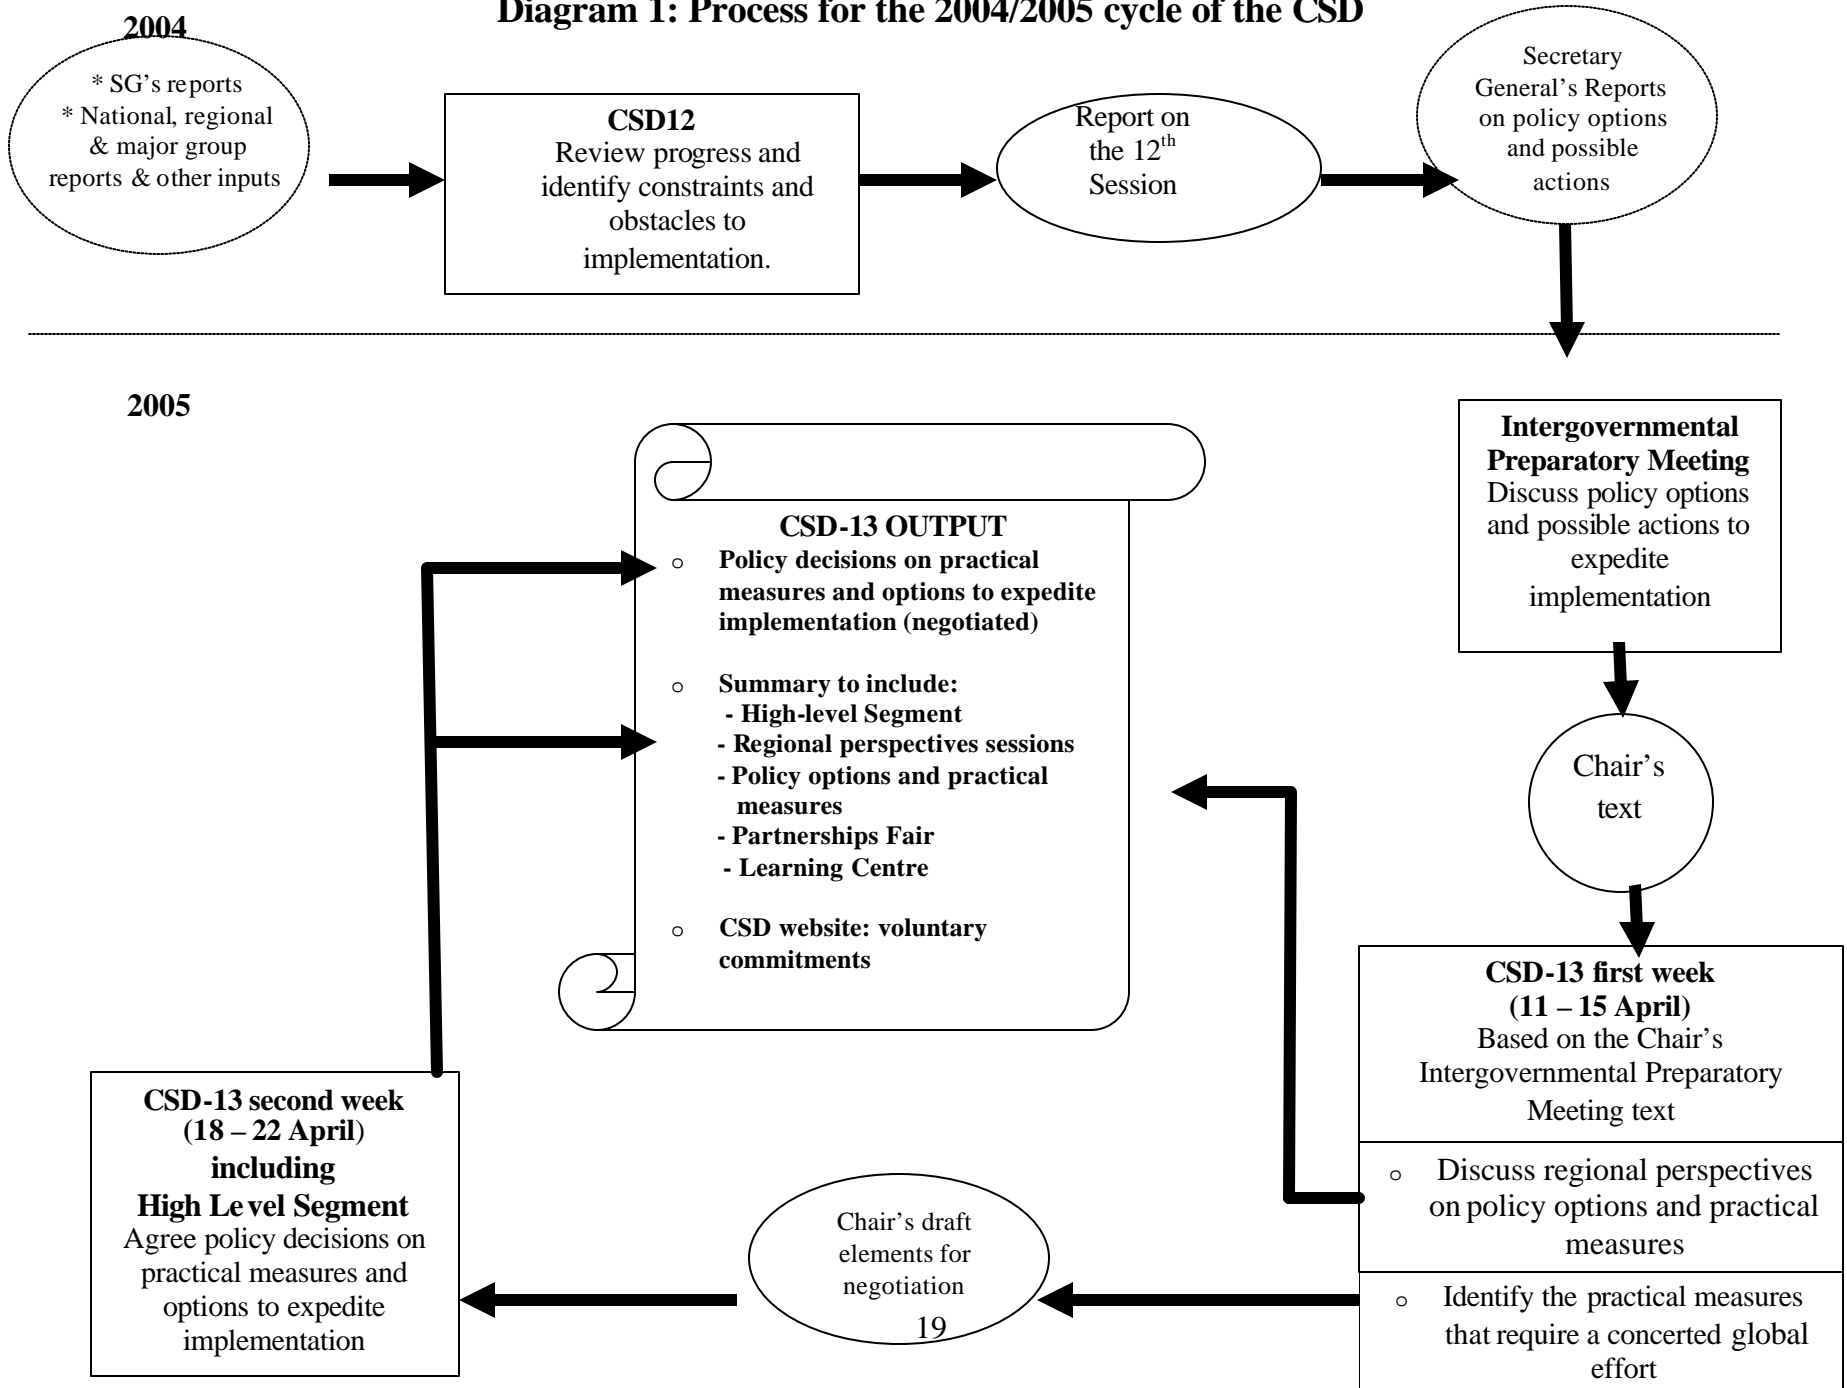 Diagram 1: Process for the 2004/2005 cycle of the CSD
2004
* SG's reports
* National, regional
& major group
reports & other inputs
CSD12
Review progress and
identify constraints and
obstacles to
implementation.
Report on
the 12th
Session
Secretary
General's Reports
on policy options
and possible
actions
2005
Intergovernmental
Preparatory Meeting
Discuss policy options
and possible actions to
expedite
implementation
Chair's
text
CSD-13 first week
(11 – 15 April)
Based on the Chair's
Intergovernmental Preparatory
Meeting text
o Discuss regional perspectives
on policy options and practical
measures
o Identify the practical measures
that require a concerted global
effort
Chair's draft
elements for
negotiation
19
CSD-13 second week
(18 – 22 April)
including
High Level Segment
Agree policy decisions on
practical measures and
options to expedite
implementation
CSD-13 OUTPUT
o Policy decisions on practical
measures and options to expedite
implementation (negotiated)
o Summary to include:
- High-level Segment
- Regional perspectives sessions
- Policy options and practical
measures
- Partnerships Fair
- Learning Centre
o CSD website: voluntary
commitments